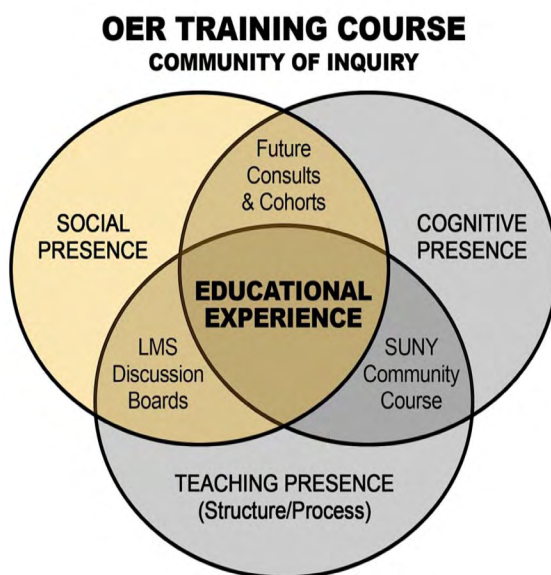 OER TRAINING COURSE
COMMUNITY OF INQUIRY
Future
Consults
& Cohorts
SOCIAL
PRESENCE
COGNITIVE
PRESENCE
EDUCATIONAL
EXPERIENCE
LMS
Discussion
Boards
SUNY
Community
Course
TEACHING PRESENCE
(Structure/Process)